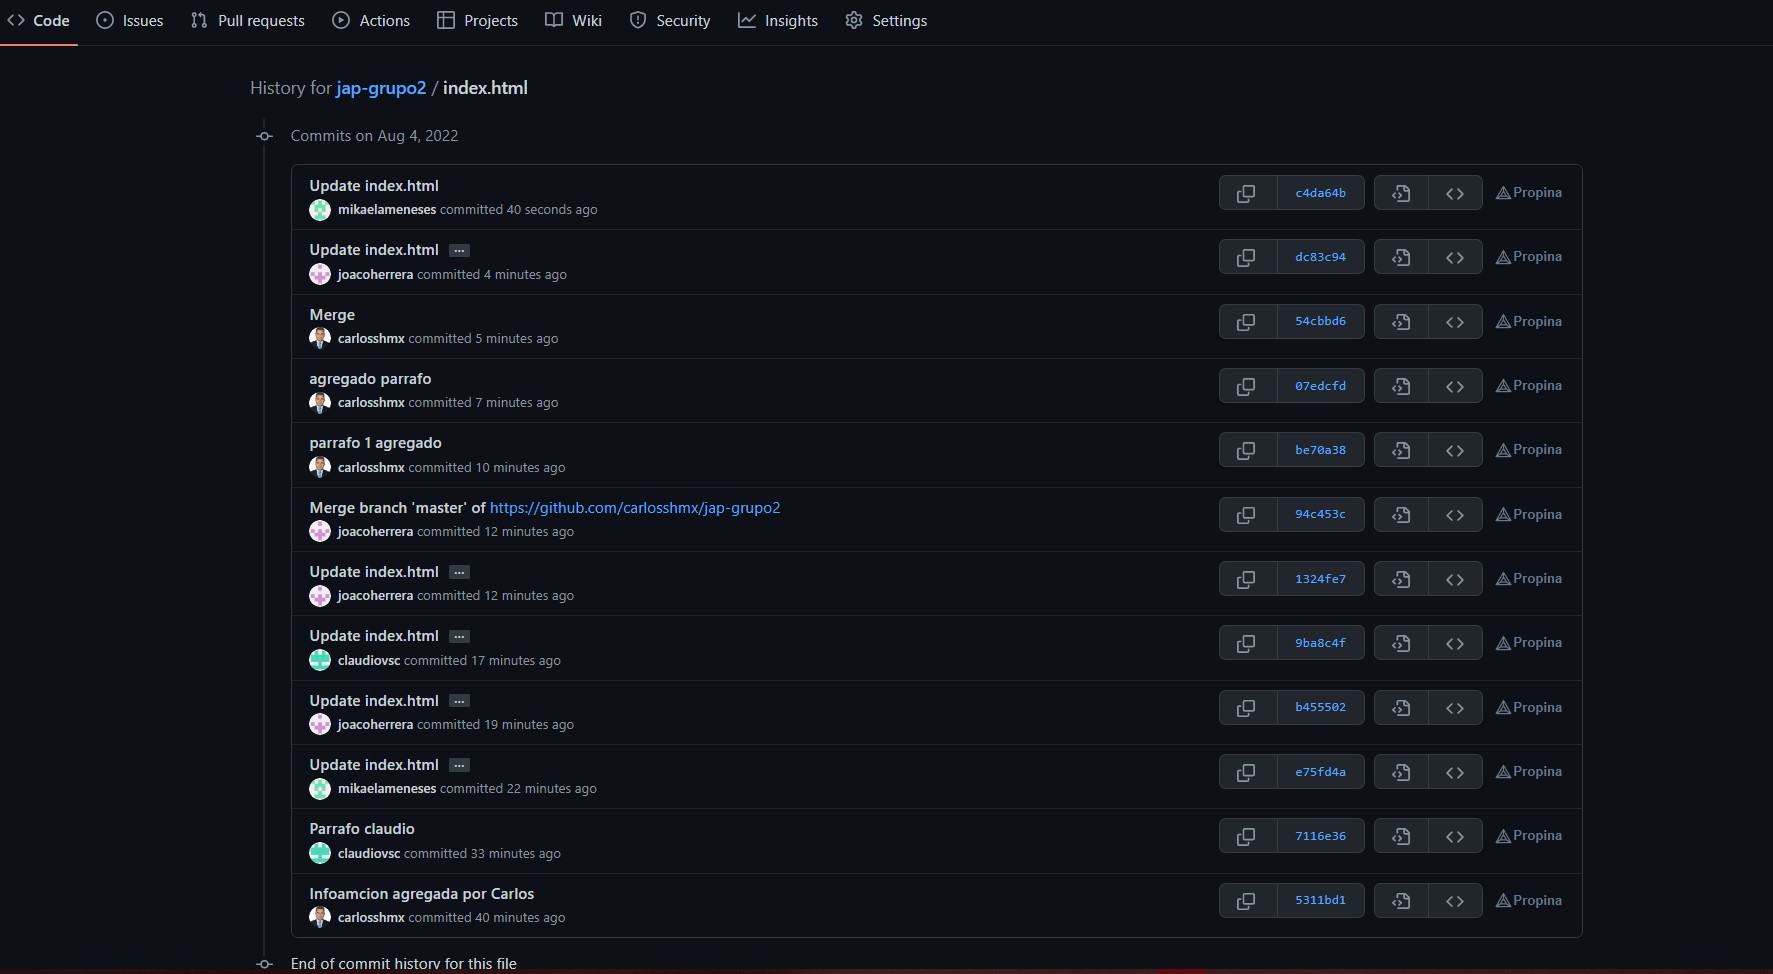 Code Issues Pull requests Actions Projects Wiki Security Insights Settings
History for jap-grupo2 / index.html
Commits on Aug 4, 2022
Update index.html
mikaelameneses committed 40 seconds ago
c4da64b
Propina
Update index.html ...
joacoherrera committed 4 minutes ago
dc83c94
Propina
Merge
carlosshmx committed 5 minutes ago
54cbbd6
Propina
agregado parrafo
carlosshmx committed 7 minutes ago
07edcfd
Propina
parrafo 1 agregado
carlosshmx committed 10 minutes ago
be70a38
Propina
Merge branch 'master' of https://github.com/carlosshmx/jap-grupo2
joacoherrera committed 12 minutes ago
94c453c
Propina
Update index.html ...
joacoherrera committed 12 minutes ago
1324fe7
Propina
Update index.html ...
claudiovsc committed 17 minutes ago
9ba8c4f
Propina
Update index.html ...
joacoherrera committed 19 minutes ago
b455502
Propina
Update index.html ...
mikaelameneses committed 22 minutes ago
e75fd4a
Propina
Parrafo claudio
claudiovsc committed 33 minutes ago
7116e36
Propina
Infoamcion agregada por Carlos
carlosshmx committed 40 minutes ago
5311bd1
Propina
End of commit history for this file